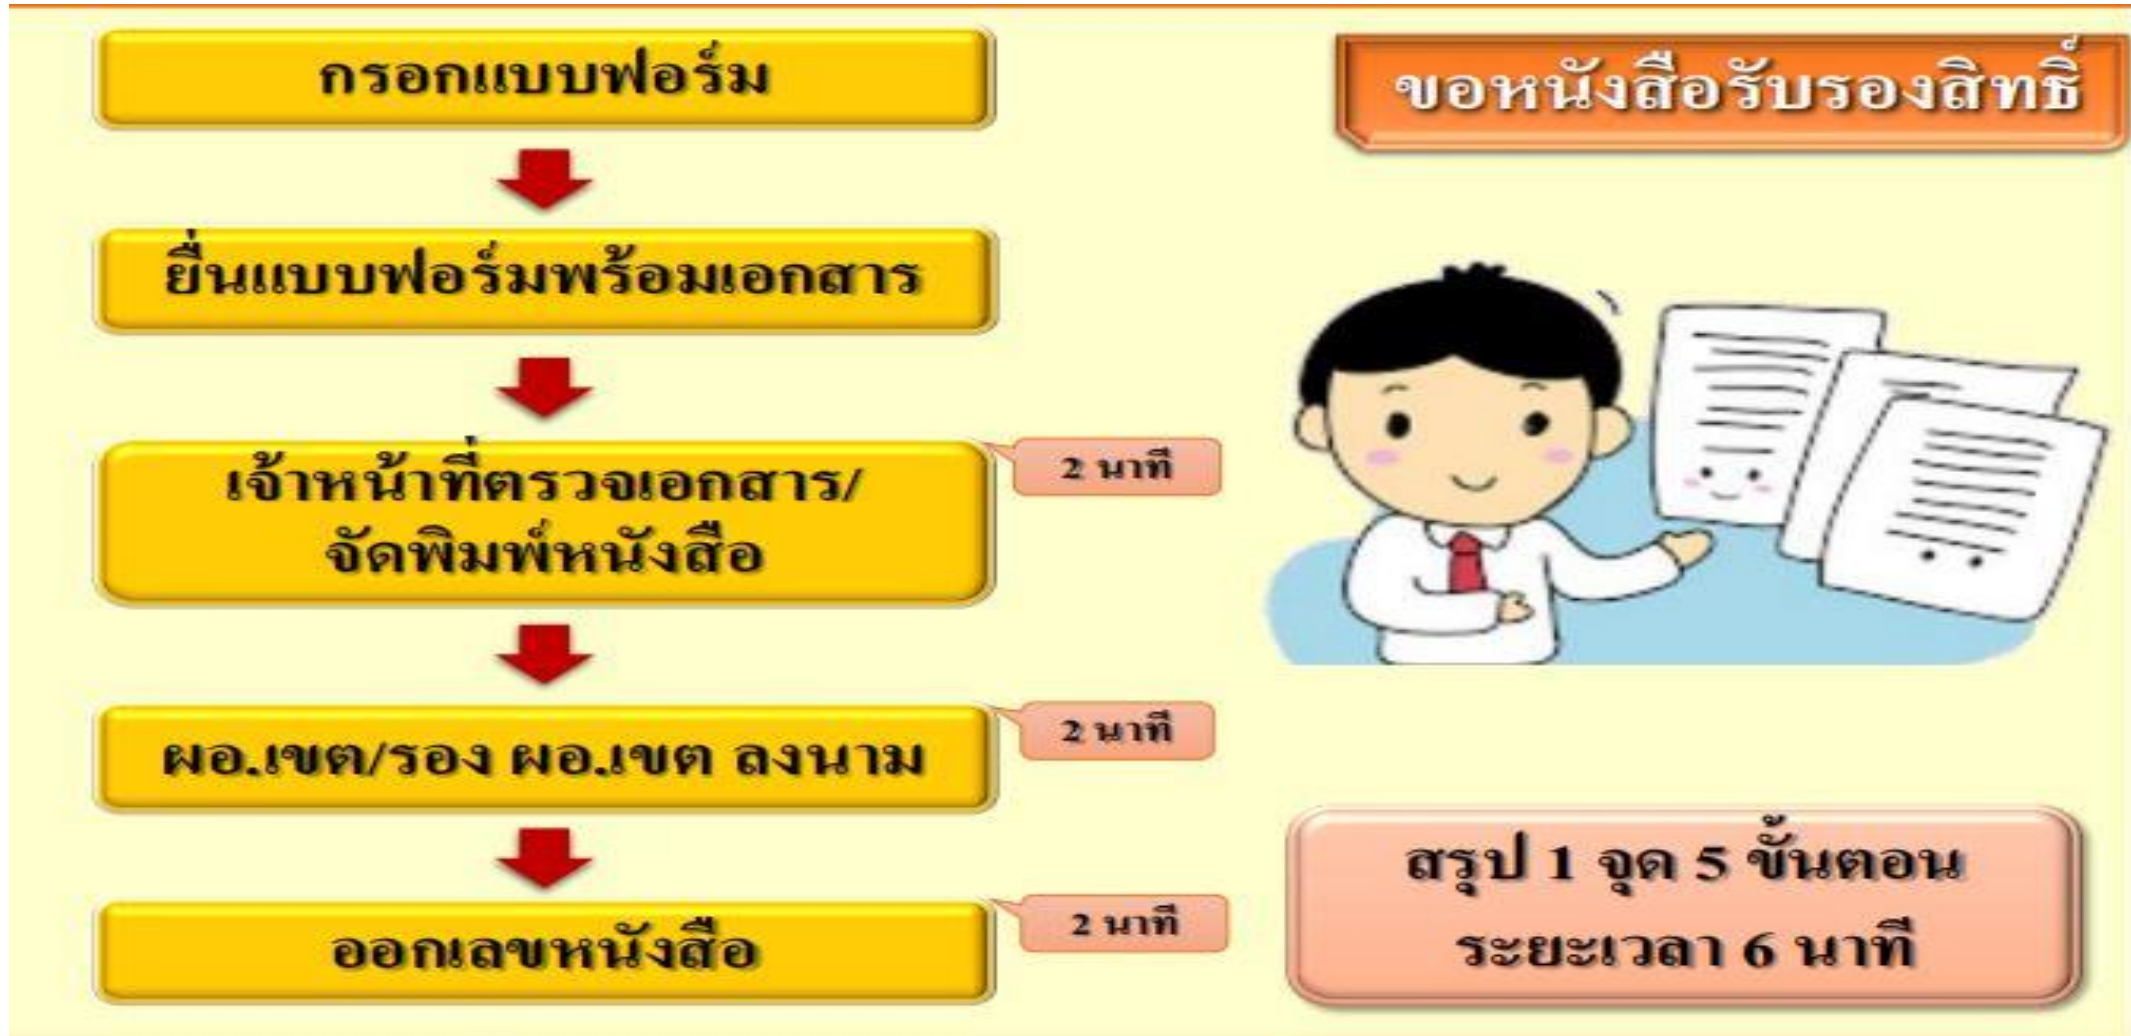 ขอหนังสือรับรองสิทธิ์
กรอกแบบฟอร์ม
ยื่นแบบฟอร์มพร้อมเอกสาร
เจ้าหน้าที่ตรวจเอกสาร/
จัดพิมพ์หนังสือ
2 นาที
ผอ.เขต/รอง ผอ.เขต ลงนาม
2 นาที
ออกเลขหนังสือ
2 นาที
สรุป 1 จุด 5 ขั้นตอน
ระยะเวลา 6 นาที